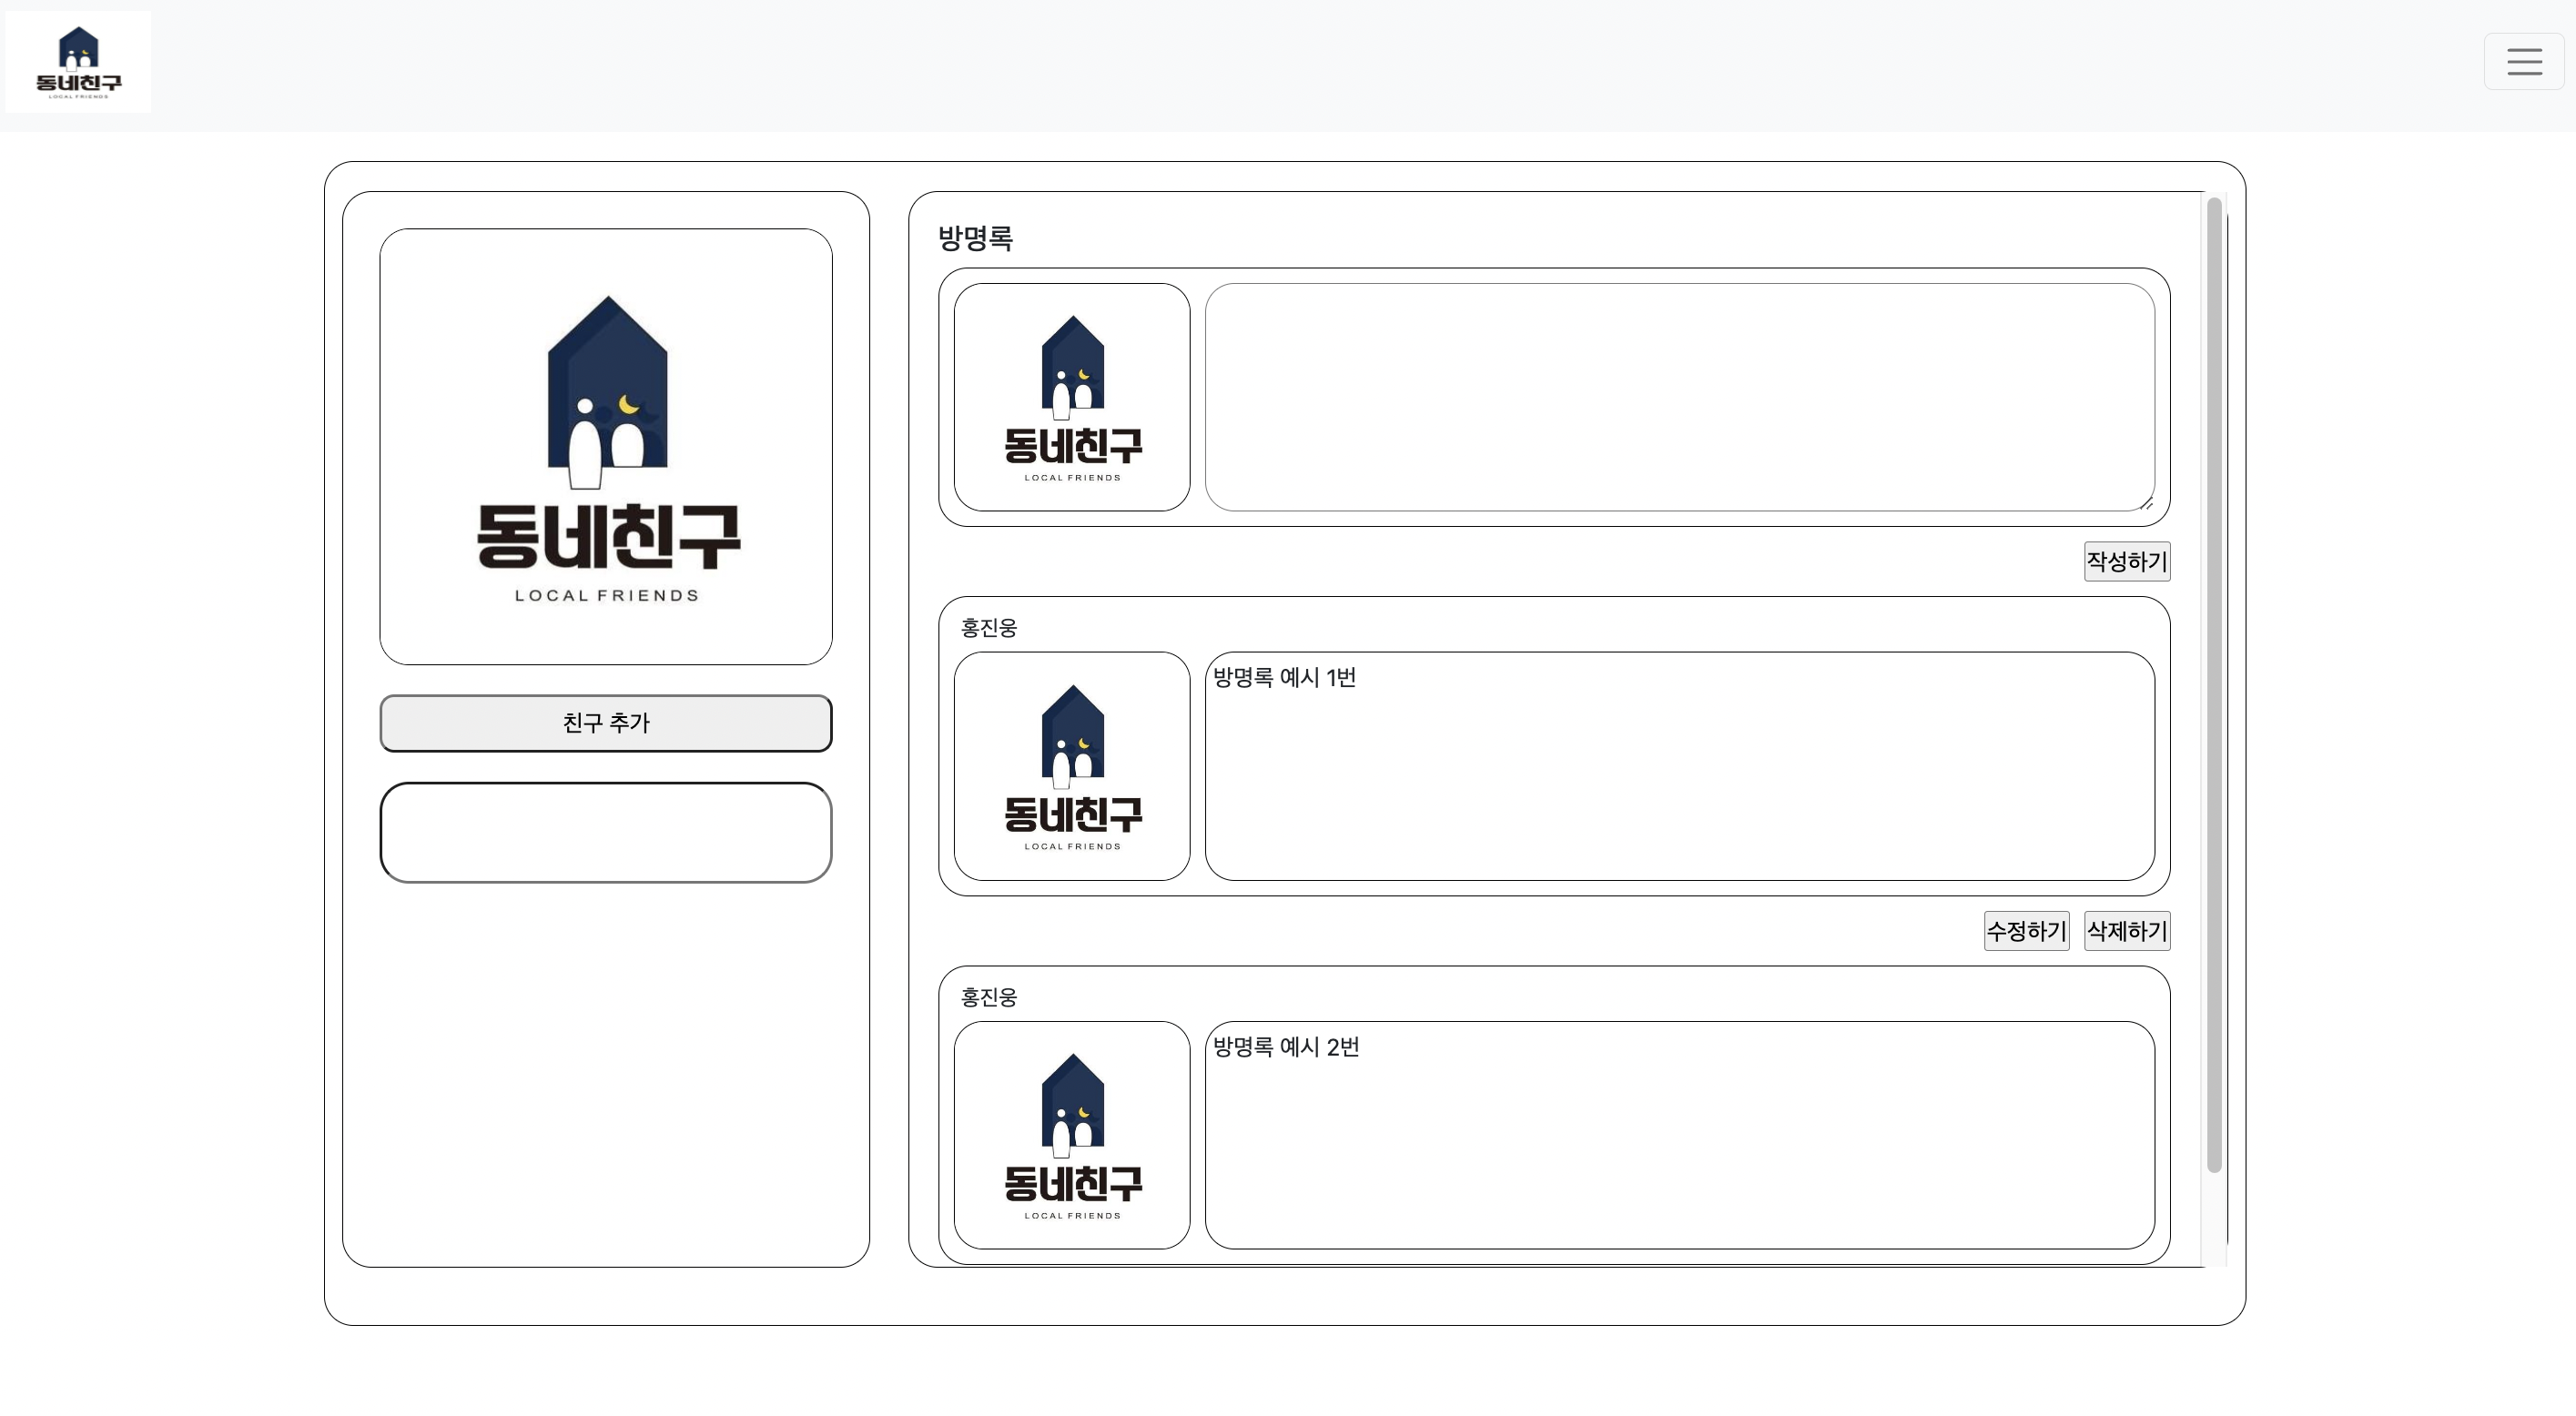 동네친구
LOCAL FRIENDS
동네친구
LOCAL FRIENDS
친구 추가
방명록
동네친구
LOCAL FRIENDS
작성하기
홍진웅
동네친구
LOCAL FRIENDS
방명록 예시 1번
수정하기 삭제하기
홍진웅
동네친구
LOCAL FRIENDS
방명록 예시 2번